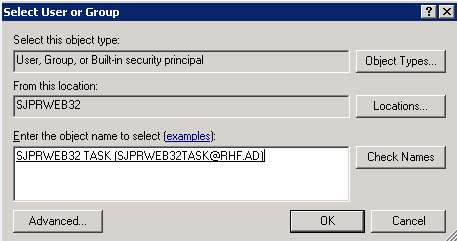 Select User or Group
Select this object type:
User, Group, or Built-in security principal
Object Types...
From this location:
SJPRWEB32
Locations...
Enter the object name to select (examples):
SJPRWEB32 TASK (SJPRWEB32TASK@RHF.AD)
Check Names
Advanced...
OK
Cancel